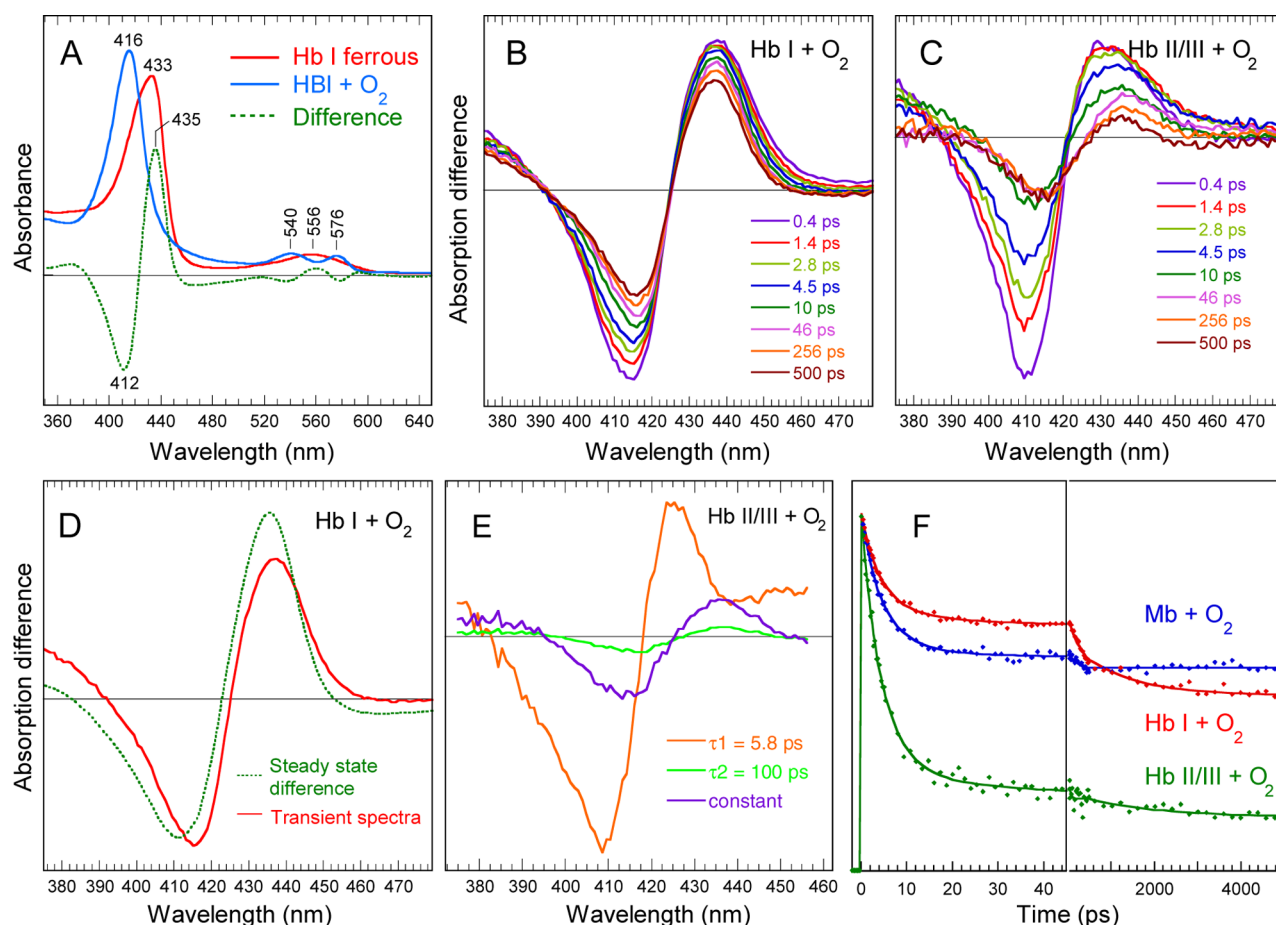 A
416
433
435
Hb I ferrous
HBI + O2
Difference
540
556
576
412
Absorbance
360 400 440 480 520 560 600 640
Wavelength (nm)
B
Hb I + O2
0.4 ps
1.4 ps
2.8 ps
4.5 ps
10 ps
46 ps
256 ps
500 ps
Absorption difference
380 390 400 410 420 430 440 450 460 470
Wavelength (nm)
C
Hb II/III + O2
0.4 ps
1.4 ps
2.8 ps
4.5 ps
10 ps
46 ps
256 ps
500 ps
380 390 400 410 420 430 440 450 460 470
Wavelength (nm)
D
Hb I + O2
Steady state
difference
Transient spectra
Absorption difference
380 390 400 410 420 430 440 450 460 470
Wavelength (nm)
E
Hb II/III + O2
τ1 = 5.8 ps
τ2 = 100 ps
constant
380 390 400 410 420 430 440 450 460
Wavelength (nm)
F
Mb + O2
Hb I + O2
Hb II/III + O2
0 10 20 30 40 2000 4000
Time (ps)